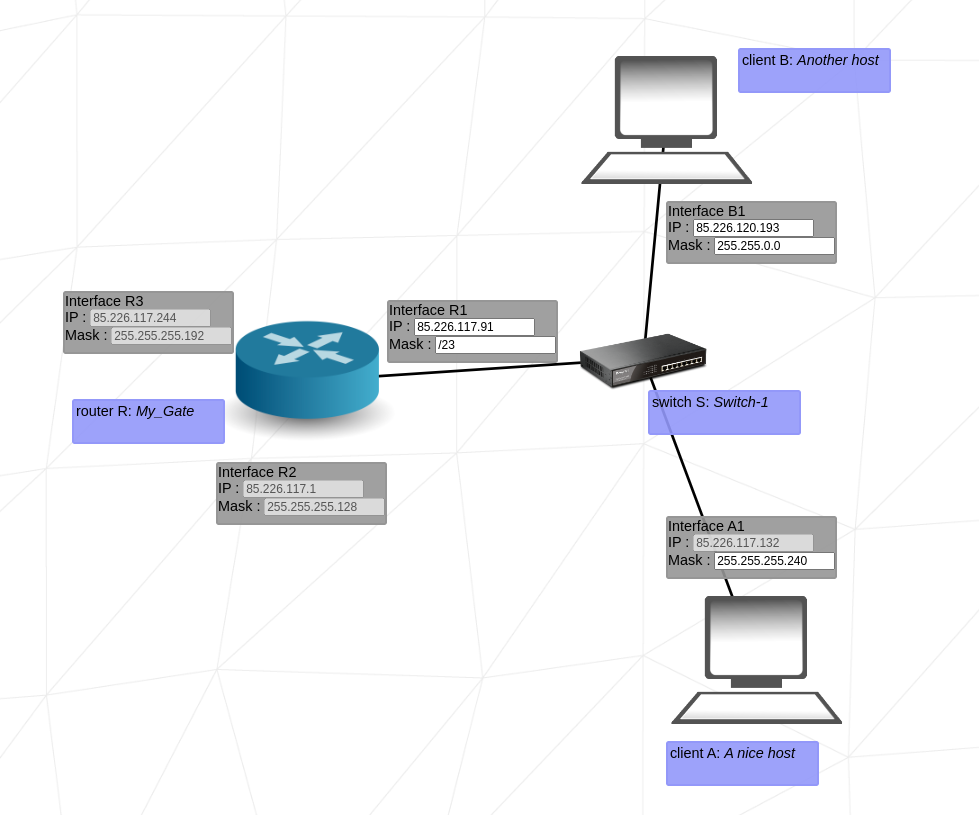 client B: Another host
Interface B1
IP : 85.226.120.193
Mask : 255.255.0.0
Interface R3
IP : 85.226.117.244
Mask : 255.255.255.192
Interface R1
IP : 85.226.117.91
Mask : /23
router R: My_Gate
switch S: Switch-1
Interface R2
IP : 85.226.117.1
Mask : 255.255.255.128
Interface A1
IP : 85.226.117.132
Mask : 255.255.255.240
client A: A nice host